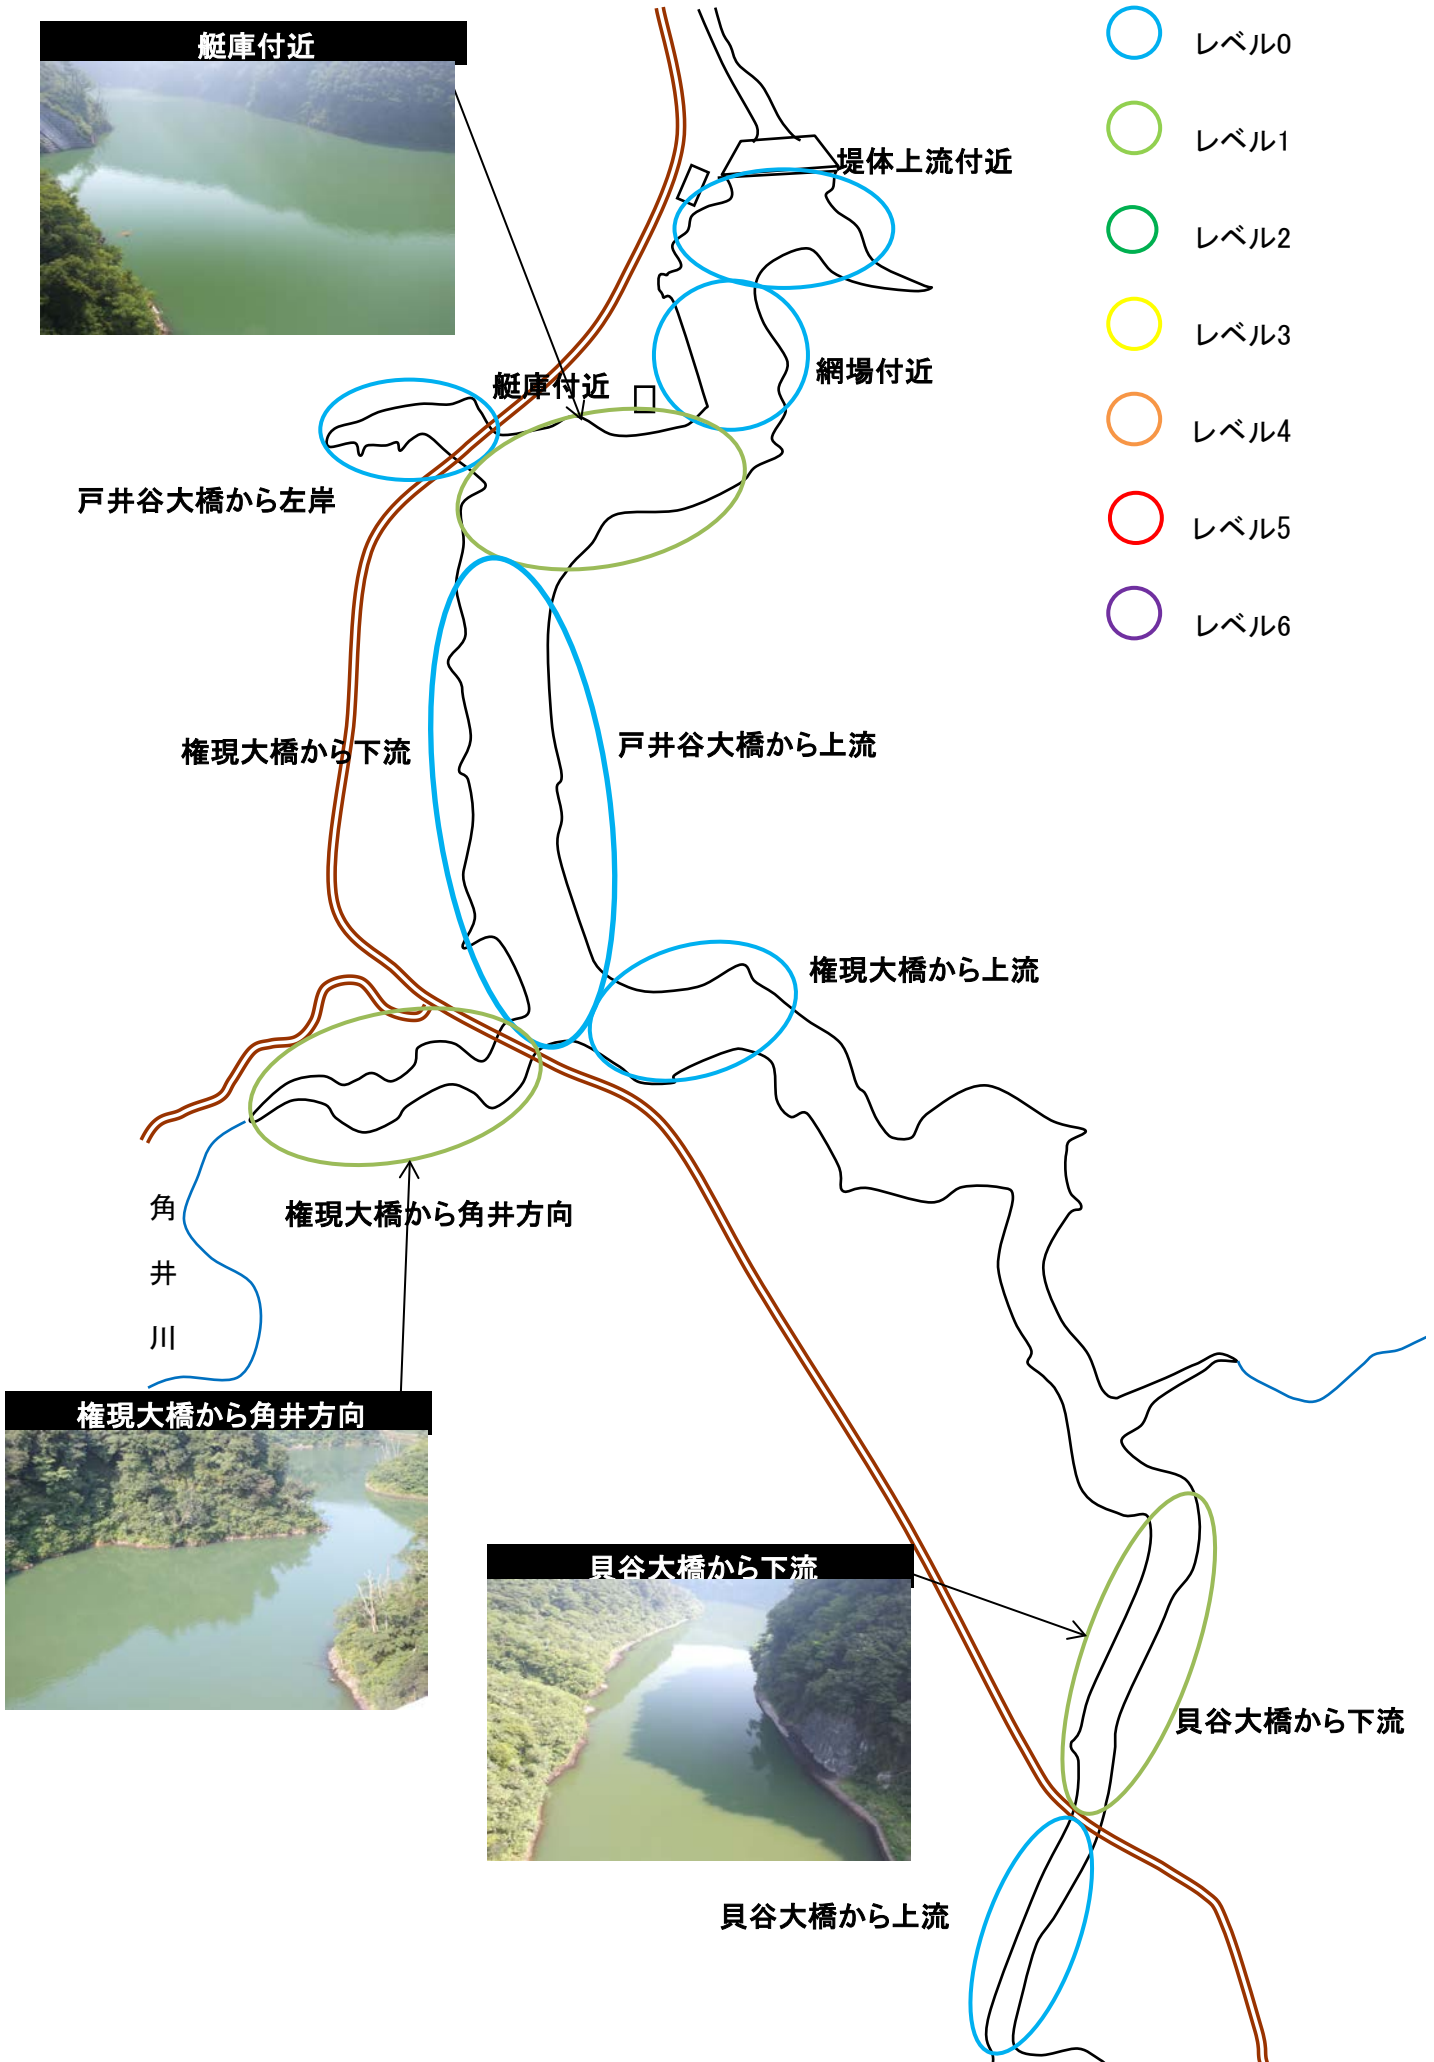 艇庫付近
レベル0
レベル1
堤体上流付近
レベル2
レベル3
網場付近
艇庫付近
レベル4
戸井谷大橋から左岸
レベル5
レベル6
権現大橋から下流
戸井谷大橋から上流
権現大橋から上流
角
井
川
権現大橋から角井方向
権現大橋から角井方向
貝谷大橋から下流
貝谷大橋から下流
貝谷大橋から上流